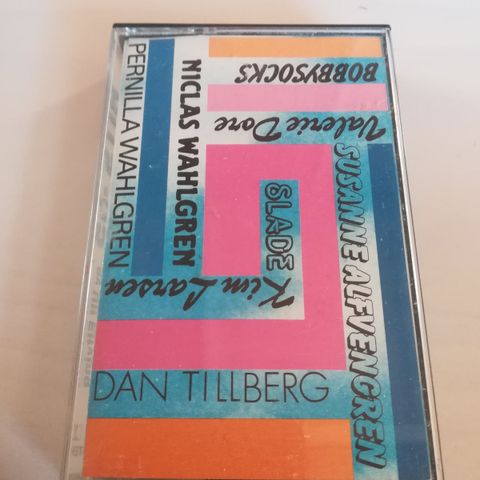 BOBBYSOCKS
Valerie Dore
NICLAS WAHLGREN
PERNILLA WAHLGREN
SUSANNE ALFVENGREN
SLADE
Kim Larsen
DAN TILLBERG